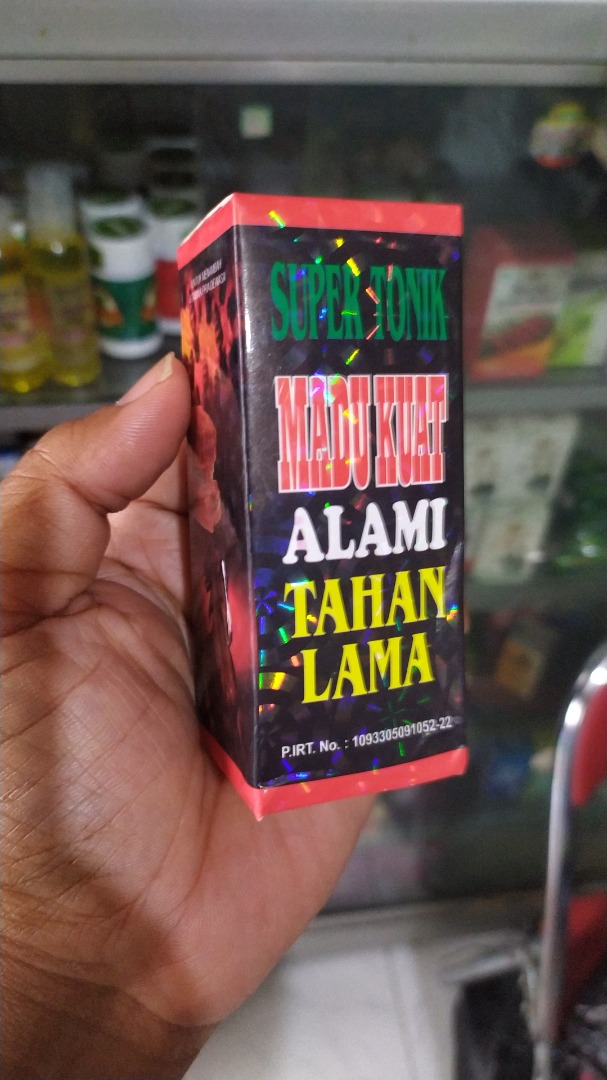 SUPER TONIK
MADU KUAT
ALAMI
TAHAN
LAMA
P.IRT. No. : 1093305091052-22